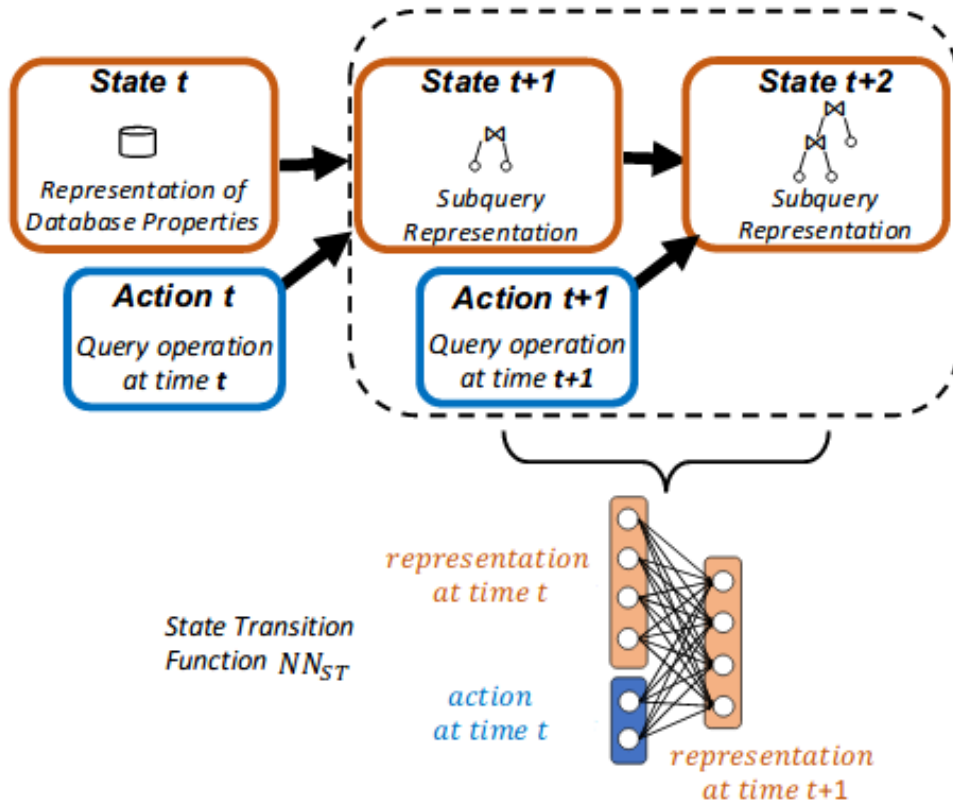 State t
Representation of
Database Properties
State t+1
Subquery
Representation
State t+2
Subquery
Representation
Action t
Query operation
at time t
Action t+1
Query operation
at time t+1
representation
at time t
State Transition
Function NN_ST
action
at time t
representation
at time t+1